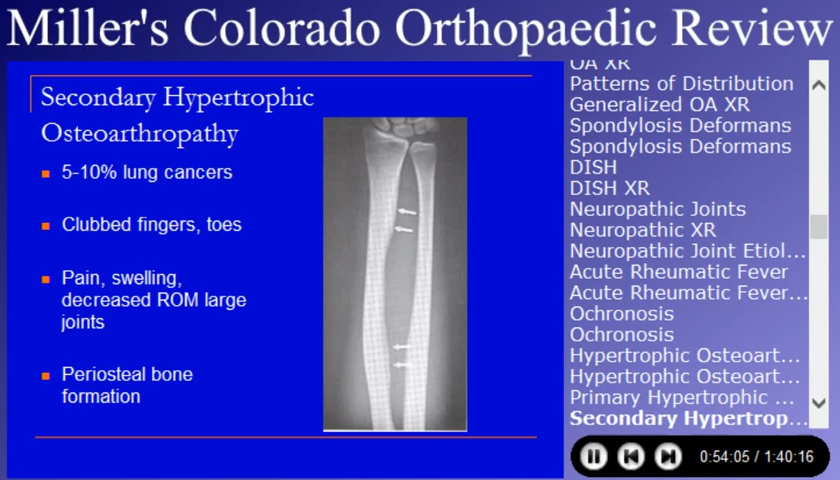 Miller's Colorado Orthopaedic Review
Secondary Hypertrophic
Osteoarthropathy
5-10% lung cancers
Clubbed fingers, toes
Pain, swelling,
decreased ROM large
joints
Periosteal bone
formation
OA XR
Patterns of Distribution
Generalized OA XR
Spondylosis Deformans
Spondylosis Deformans
DISH
DISH XR
Neuropathic Joints
Neuropathic XR
Neuropathic Joint Etiol...
Acute Rheumatic Fever
Acute Rheumatic Fever...
Ochronosis
Ochronosis
Hypertrophic Osteoart...
Hypertrophic Osteoart...
Primary Hypertrophic ...
Secondary Hypertrop...
0:54:05 / 1:40:16